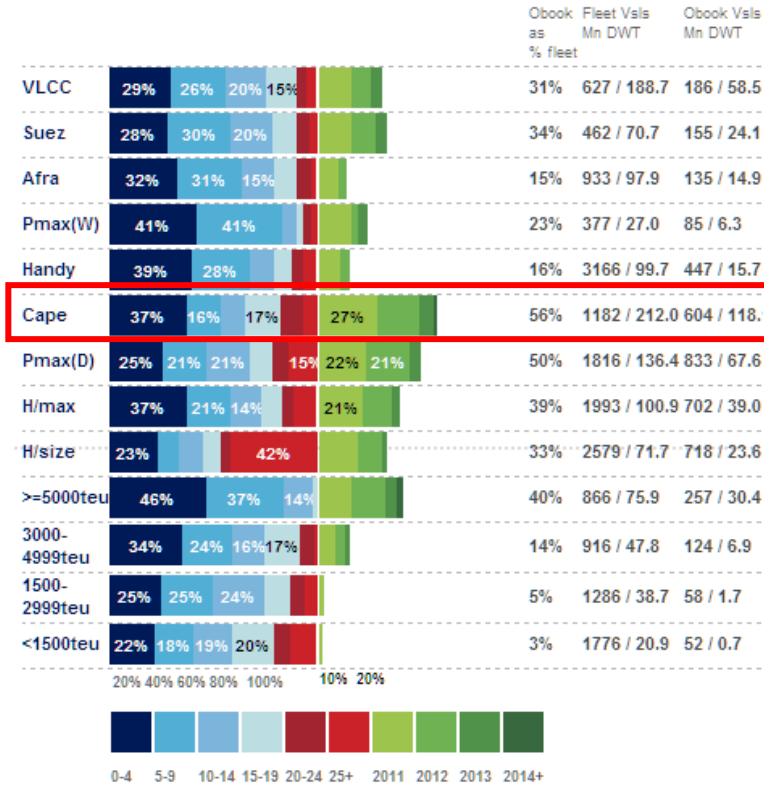 Obook Fleet Vsls Obook Vsls
as Mn DWT Mn DWT
% fleet
VLCC 29% 26% 20% 15% 31% 627 / 188.7 186 / 58.5
Suez 28% 30% 20% 34% 462 / 70.7 155 / 24.1
Afra 32% 31% 15% 15% 933 / 97.9 135 / 14.9
Pmax(W) 41% 41% 23% 377 / 27.0 85 / 6.3
Handy 39% 28% 16% 3166 / 99.7 447 / 15.7
Cape 37% 16% 17% 27% 56% 1182 / 212.0 604 / 118.
Pmax(D) 25% 21% 21% 15% 22% 21% 50% 1816 / 136.4 833 / 67.6
H/max 37% 21% 14% 21% 39% 1993 / 100.9 702 / 39.0
H/size 23% 42% 33% 2579 / 71.7 718 / 23.6
>=5000teu 46% 37% 14% 40% 866 / 75.9 257 / 30.4
3000-
4999teu 34% 24% 16% 17% 14% 916 / 47.8 124 / 6.9
1500-
2999teu 25% 25% 24% 5% 1286 / 38.7 58 / 1.7
<1500teu 22% 18% 19% 20% 3% 1776 / 20.9 52 / 0.7
20% 40% 60% 80% 100% 10% 20%
0-4 5-9 10-14 15-19 20-24 25+ 2011 2012 2013 2014+